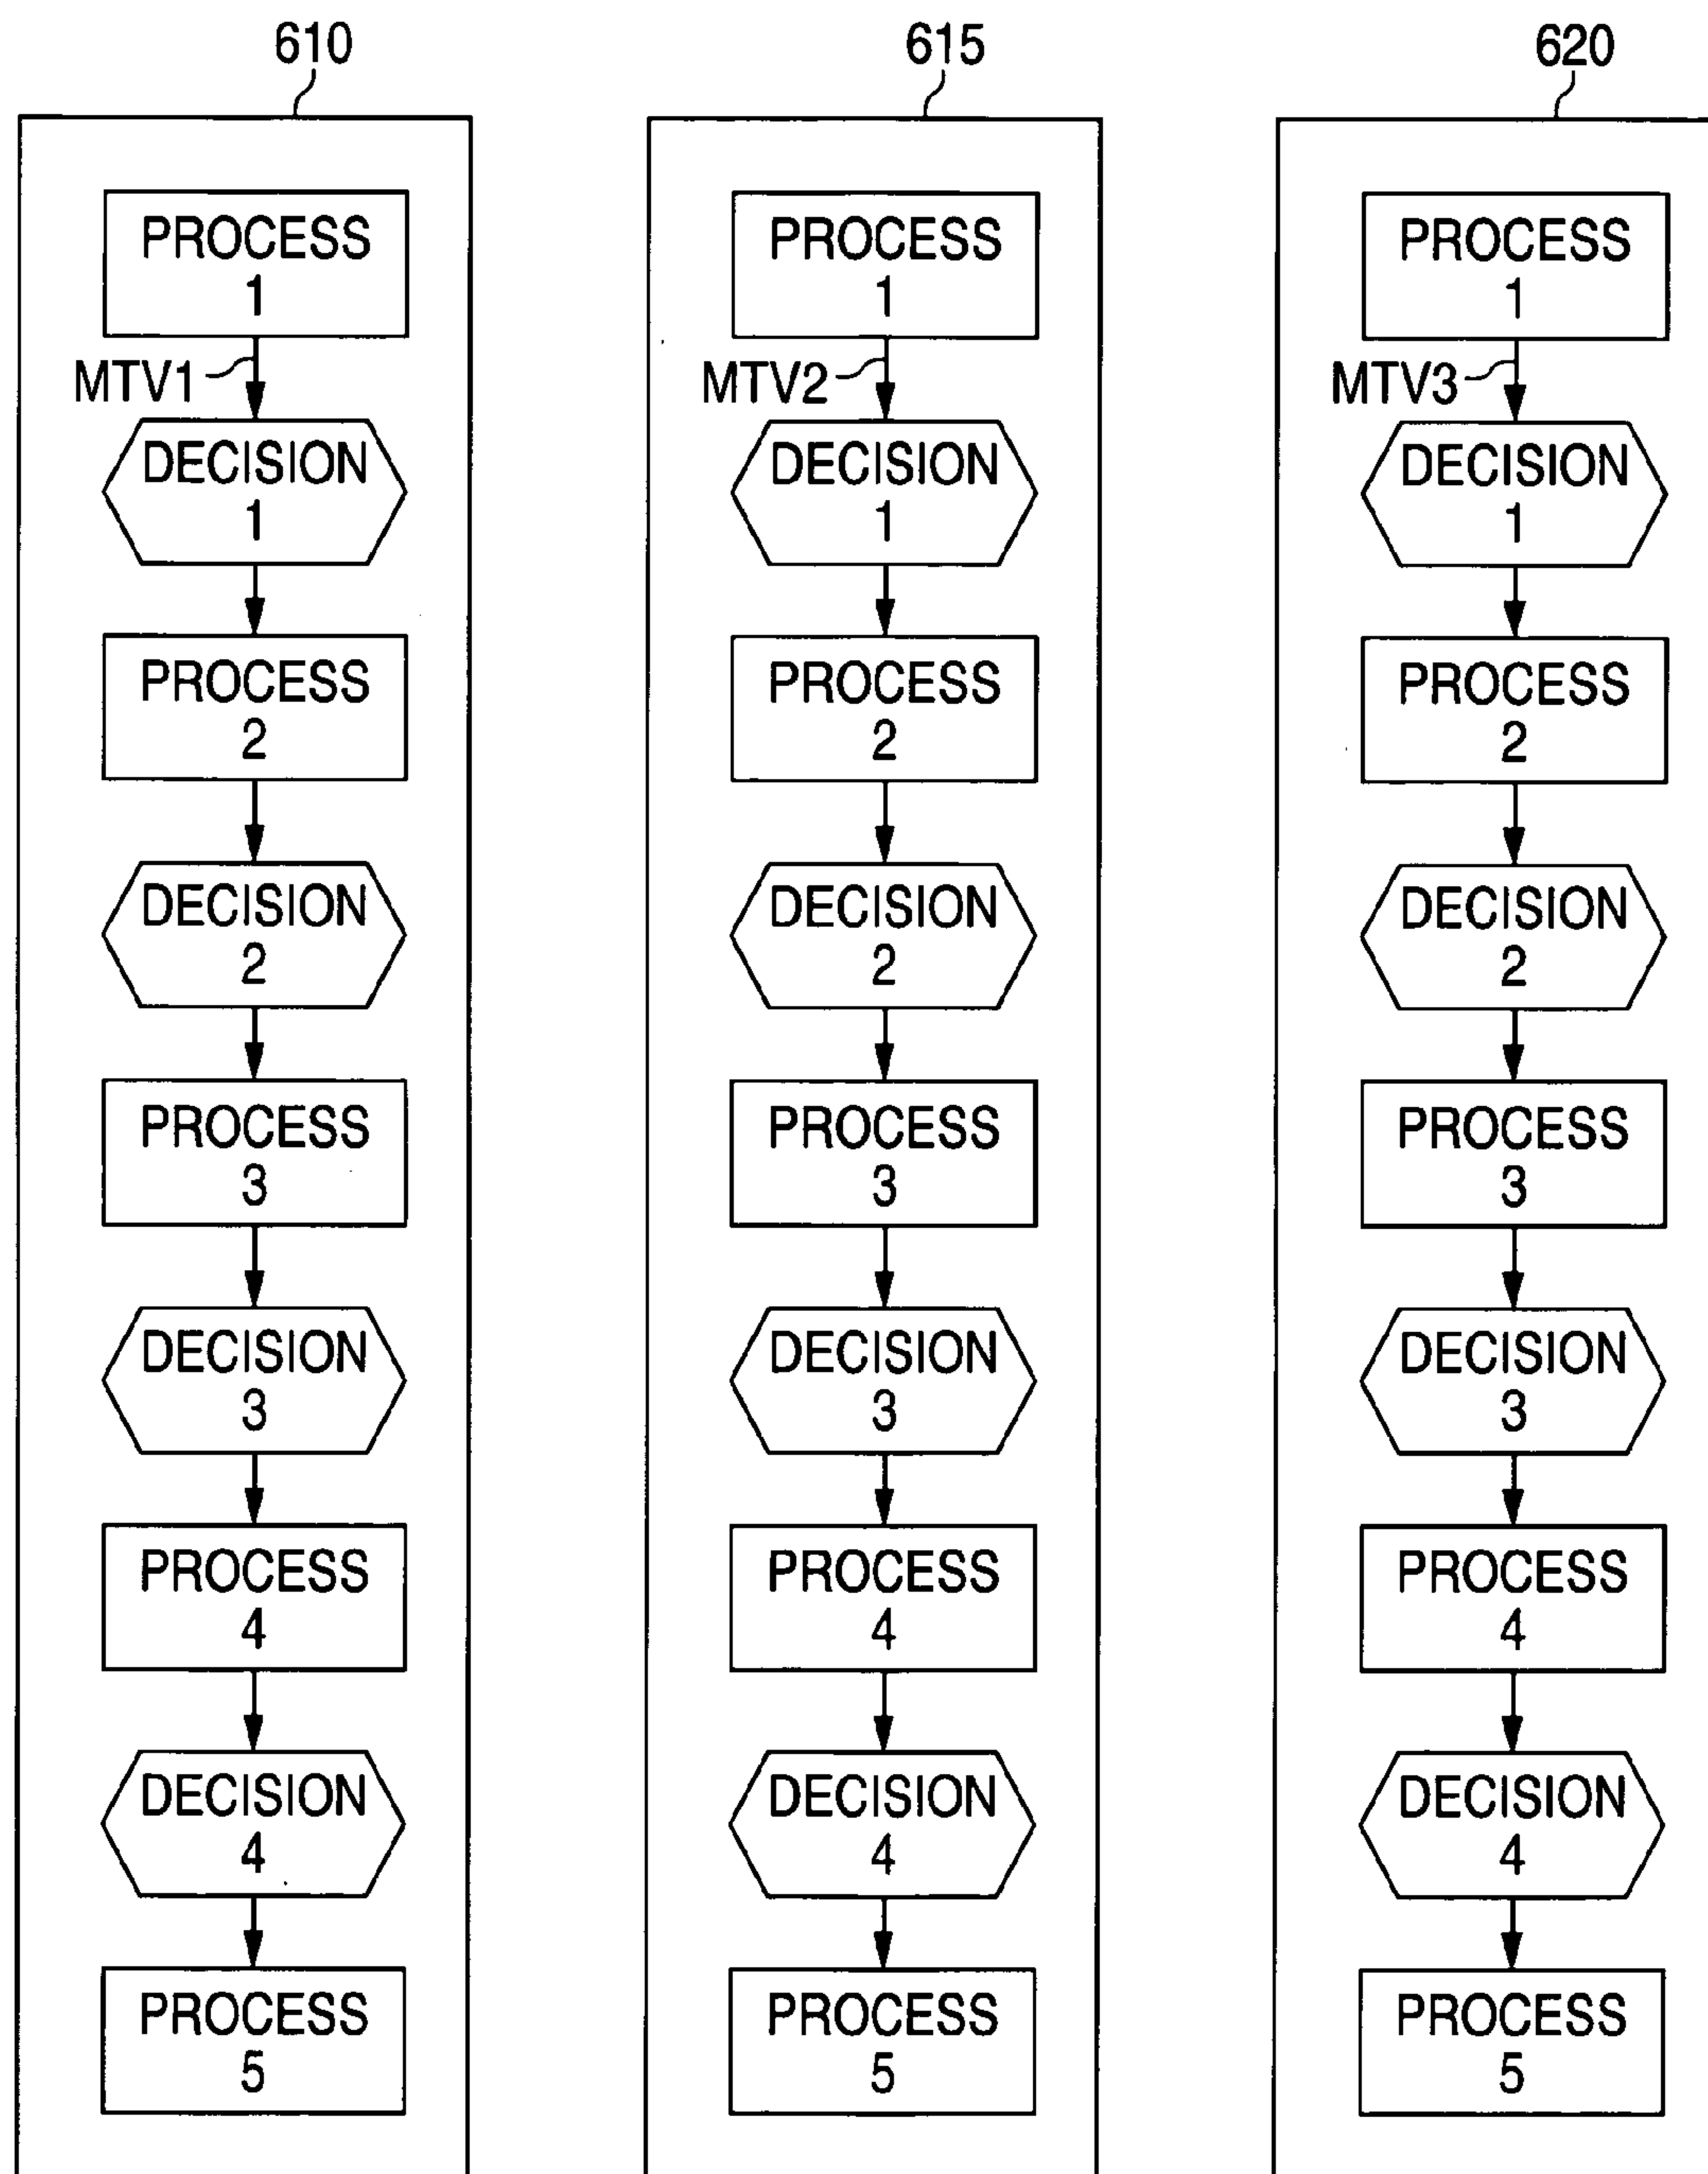 610
PROCESS
1
MTV1
DECISION
1
PROCESS
2
DECISION
2
PROCESS
3
DECISION
3
PROCESS
4
DECISION
4
PROCESS
5
615
PROCESS
1
MTV2
DECISION
1
PROCESS
2
DECISION
2
PROCESS
3
DECISION
3
PROCESS
4
DECISION
4
PROCESS
5
620
PROCESS
1
MTV3
DECISION
1
PROCESS
2
DECISION
2
PROCESS
3
DECISION
3
PROCESS
4
DECISION
4
PROCESS
5